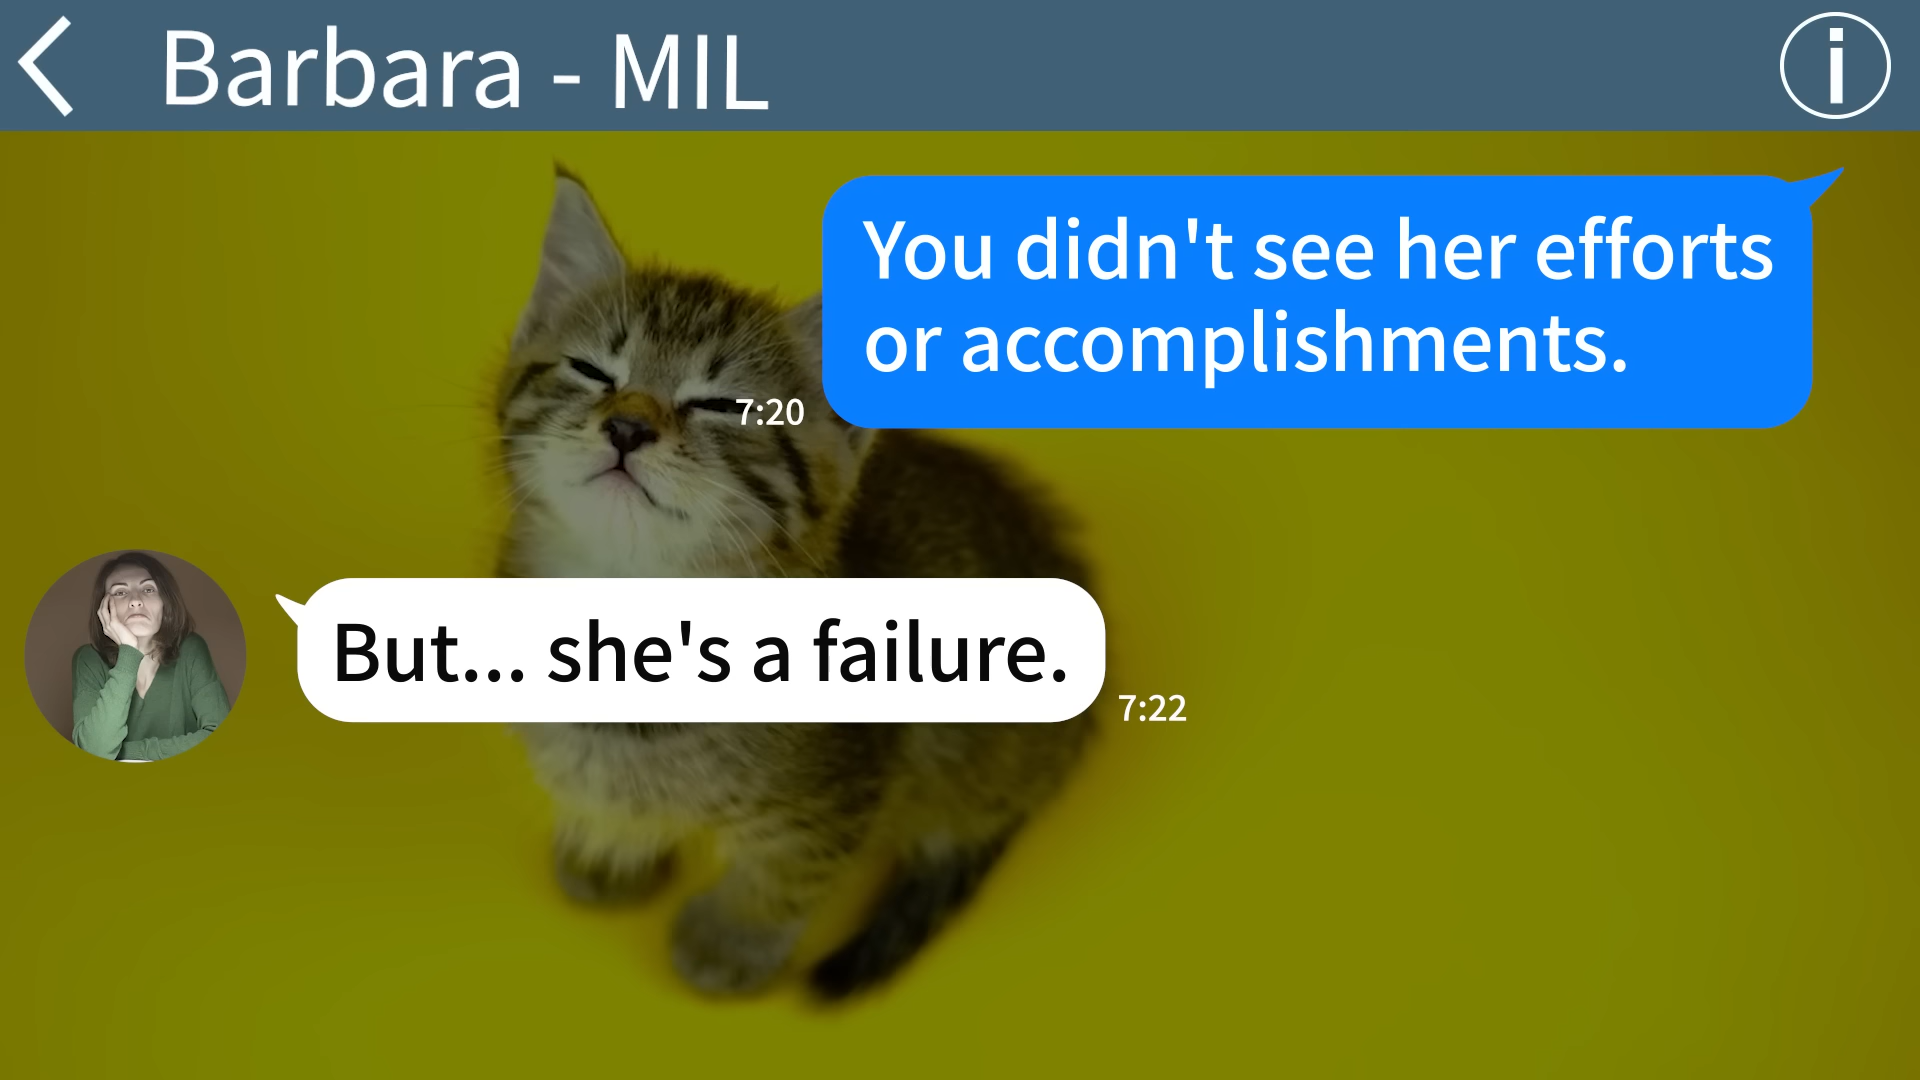 Barbara - MIL
You didn't see her efforts
or accomplishments.
7:20
But... she's a failure.
7:22